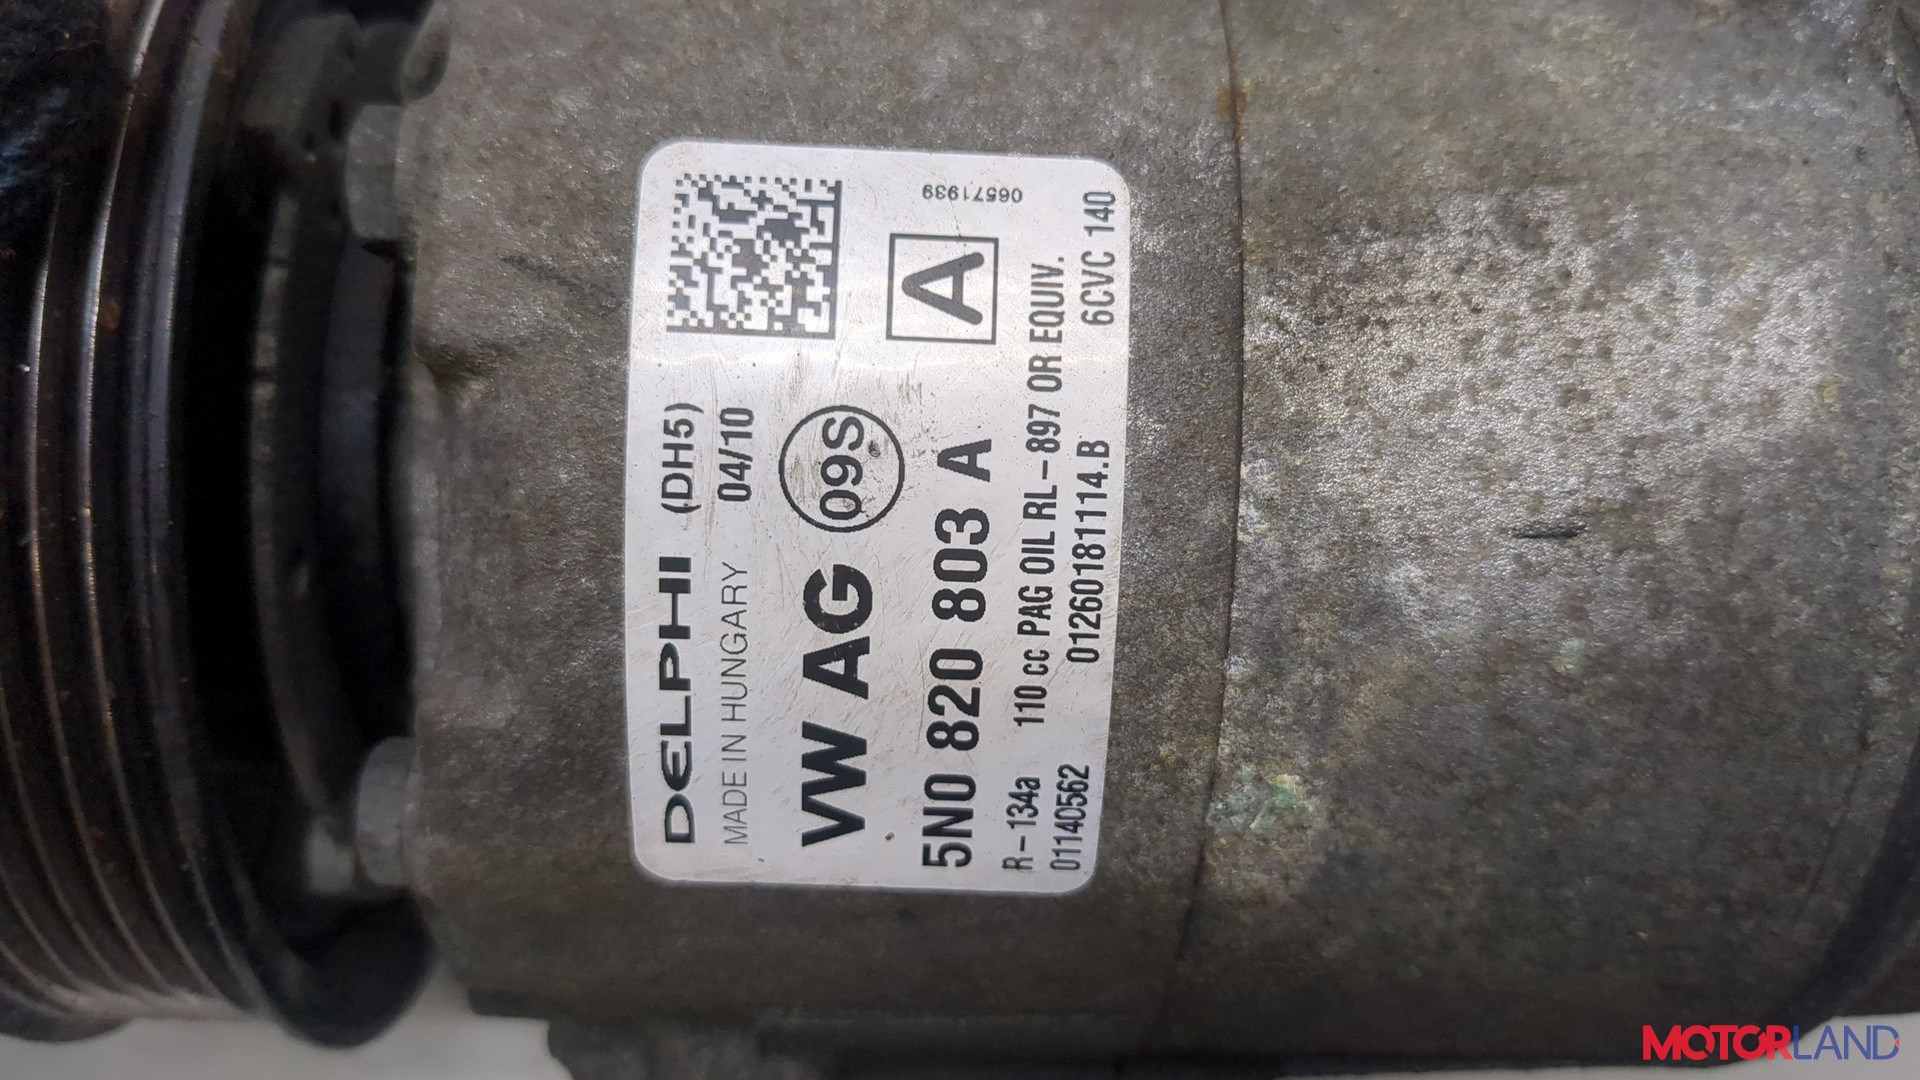 DELPHI (DH5)
MADE IN HUNGARY 04/10
VW AG 09S
5N0 820 803 A
A
06571939
R-134a 110 cc PAG OIL RL-897 OR EQUIV.
01140562 01260181114.B 6CVC 140
MOTORLAND